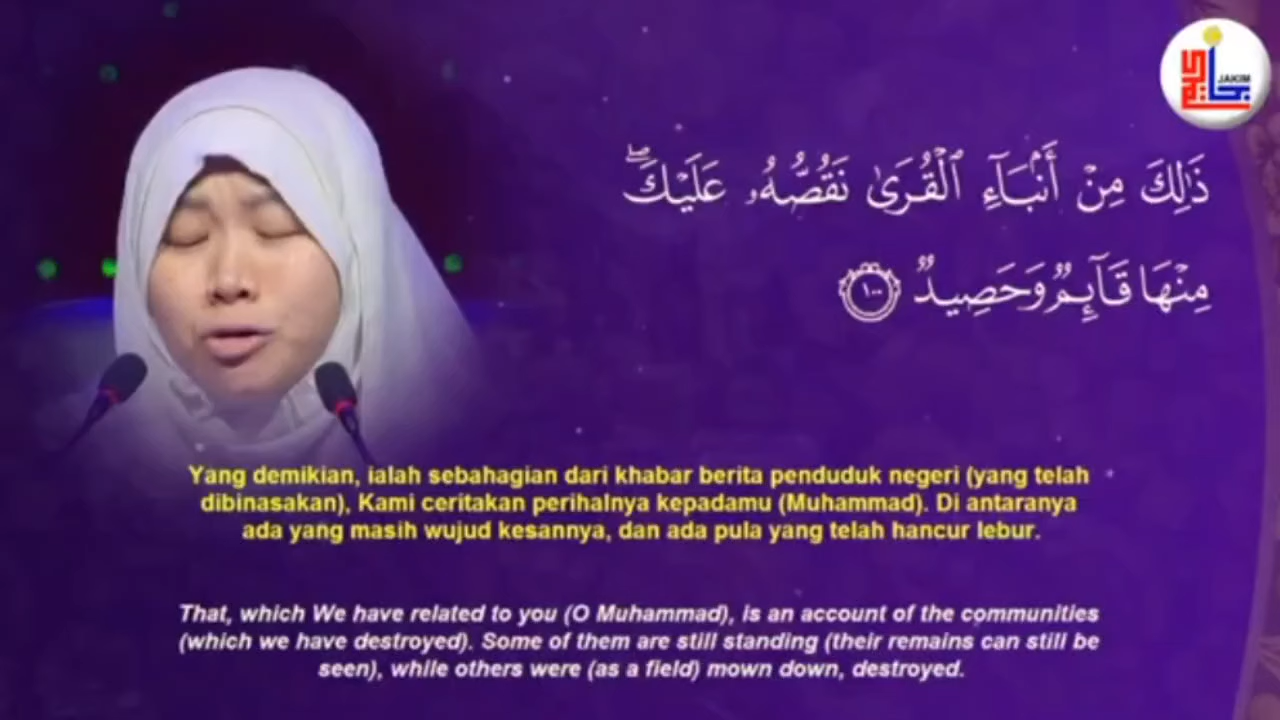 JAKIM
ذَٰلِكَ مِنْ أَنۢبَآءِ ٱلْقُرَىٰ نَقُصُّهُۥ عَلَيْكَ ۖ
مِنْهَا قَآئِمٌۭ وَحَصِيدٌۭ ١٠٠
Yang demikian, ialah sebahagian dari khabar berita penduduk negeri (yang telah
dibinasakan), Kami ceritakan perihalnya kepadamu (Muhammad). Di antaranya
ada yang masih wujud kesannya, dan ada pula yang telah hancur lebur.
That, which We have related to you (O Muhammad), is an account of the communities
(which we have destroyed). Some of them are still standing (their remains can still be
seen), while others were (as a field) mown down, destroyed.